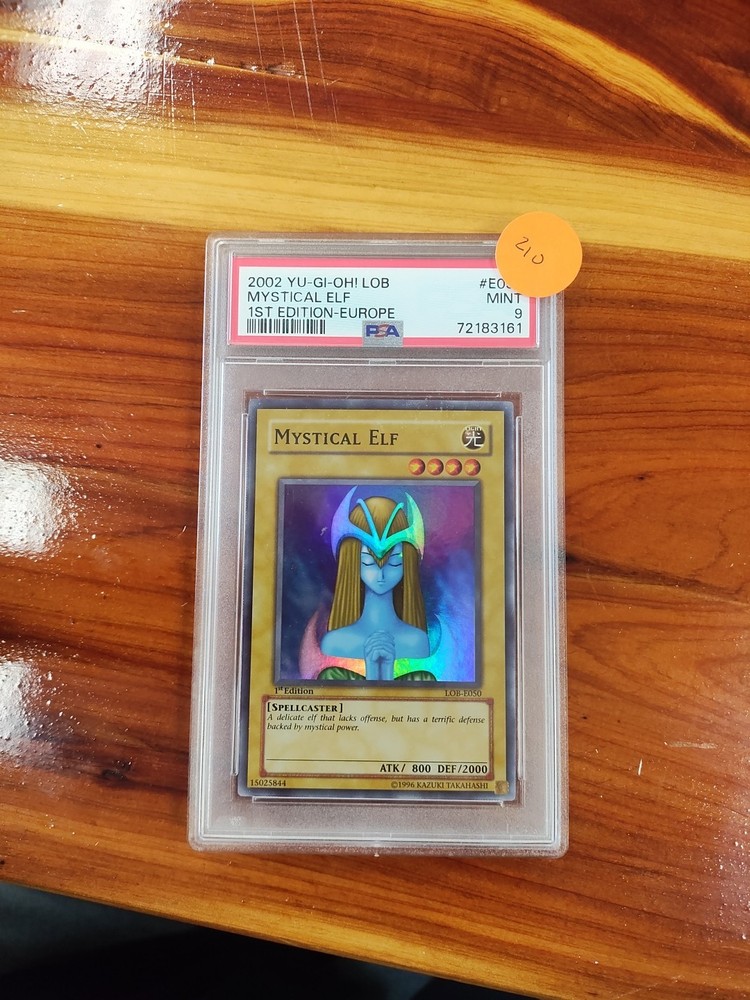 210
2002 YU-GI-OH! LOB #E05
MYSTICAL ELF MINT
1ST EDITION-EUROPE 9
PSA 72183161
MYSTICAL ELF
光
1st Edition LOB-E050
[SPELLCASTER]
A delicate elf that lacks offense, but has a terrific defense
backed by mystical power.
ATK/ 800 DEF/2000
15025844 ©1996 KAZUKI TAKAHASHI